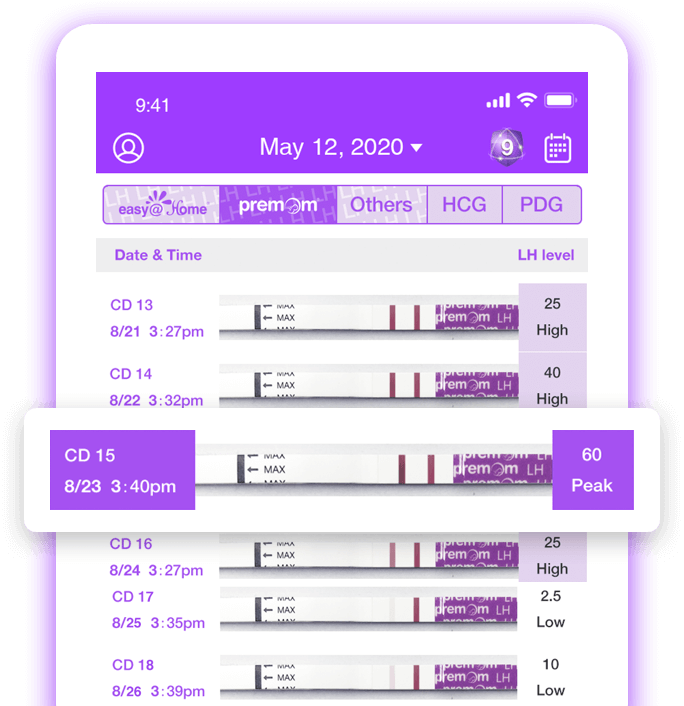 9:41
May 12, 2020
9
easy@Home premom Others HCG PDG
Date & Time LH level
CD 13
MAX
MAX
premom LH
25
8/21 3:27pm
High
CD 14
MAX
premom LH
40
8/22 3:32pm
High
CD 15
MAX
MAX
premom LH
60
8/23 3:40pm
Peak
CD 16
MAX
premom LH
25
8/24 3:27pm
High
CD 17
MAX
premom LH
2.5
8/25 3:35pm
Low
CD 18
MAX
MAX
premom LH
10
8/26 3:39pm
Low